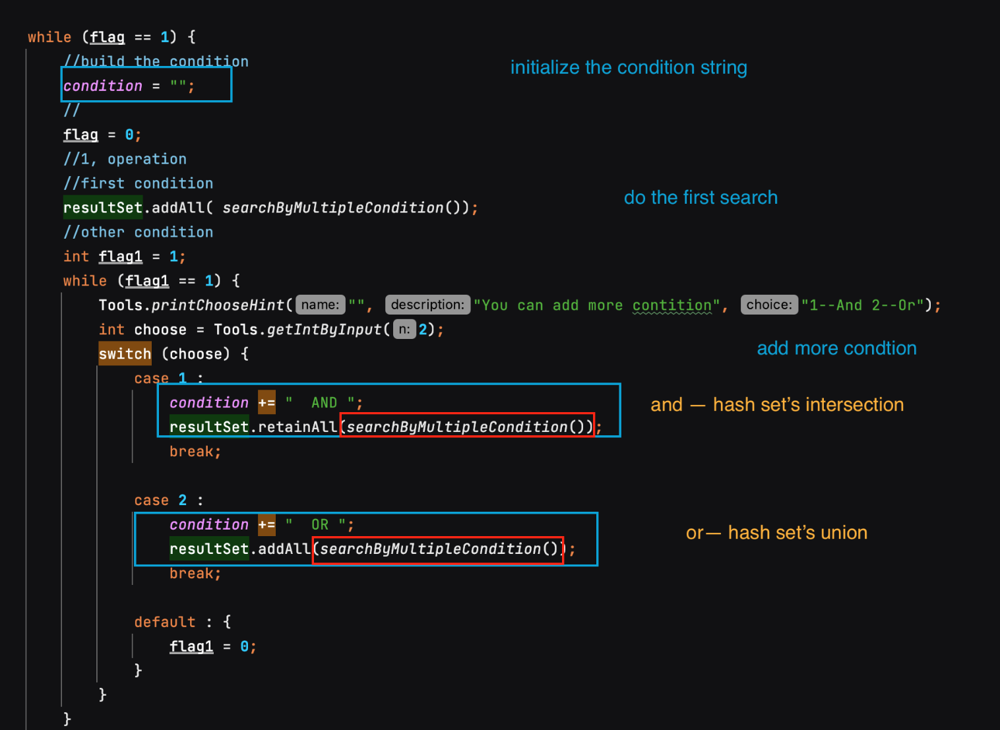 while (flag == 1) {
//build the condition
initialize the condition string
condition = "";
//
flag = 0;
//1, operation
//first condition
do the first search
resultSet.addAll( searchByMultipleCondition());
//other condition
int flag1 = 1;
while (flag1 == 1) {
Tools.printChooseHint( name: "", description: "You can add more contition", choice: "1--And 2--Or");
int choose = Tools.getIntByInput( n: 2);
add more condtion
switch (choose) {
case 1 :
condition += "  AND ";
and — hash set’s intersection
resultSet.retainAll(searchByMultipleCondition());
break;
case 2 :
condition += "  OR ";
or— hash set’s union
resultSet.addAll(searchByMultipleCondition());
break;
default : {
flag1 = 0;
}
}
}